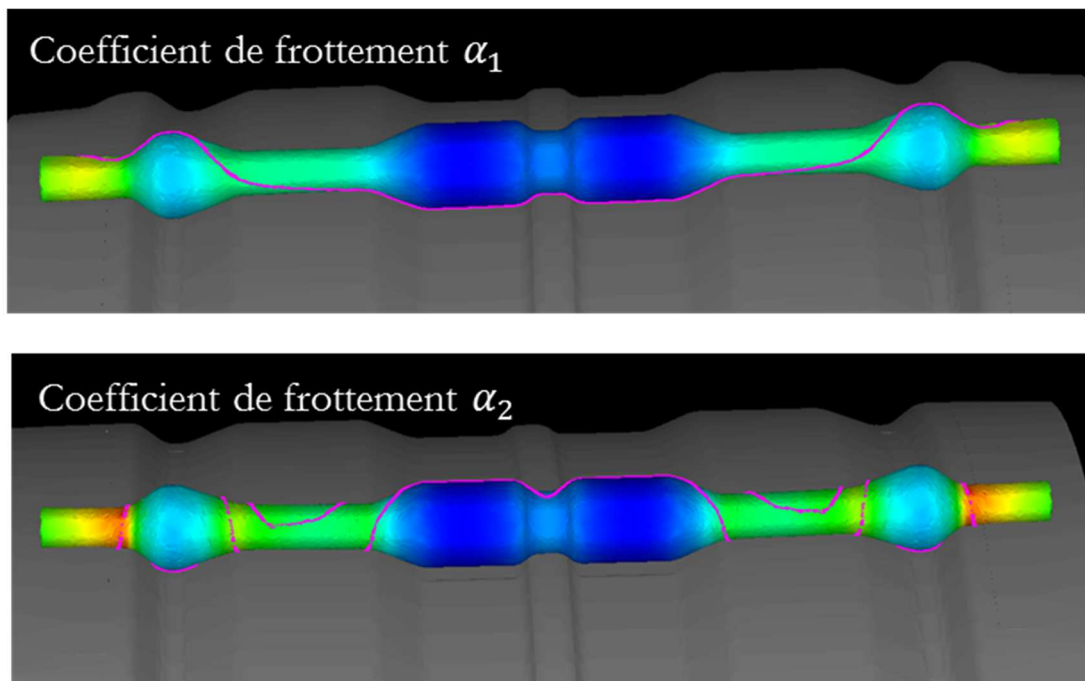 Coefficient de frottement α₁
Coefficient de frottement α₂